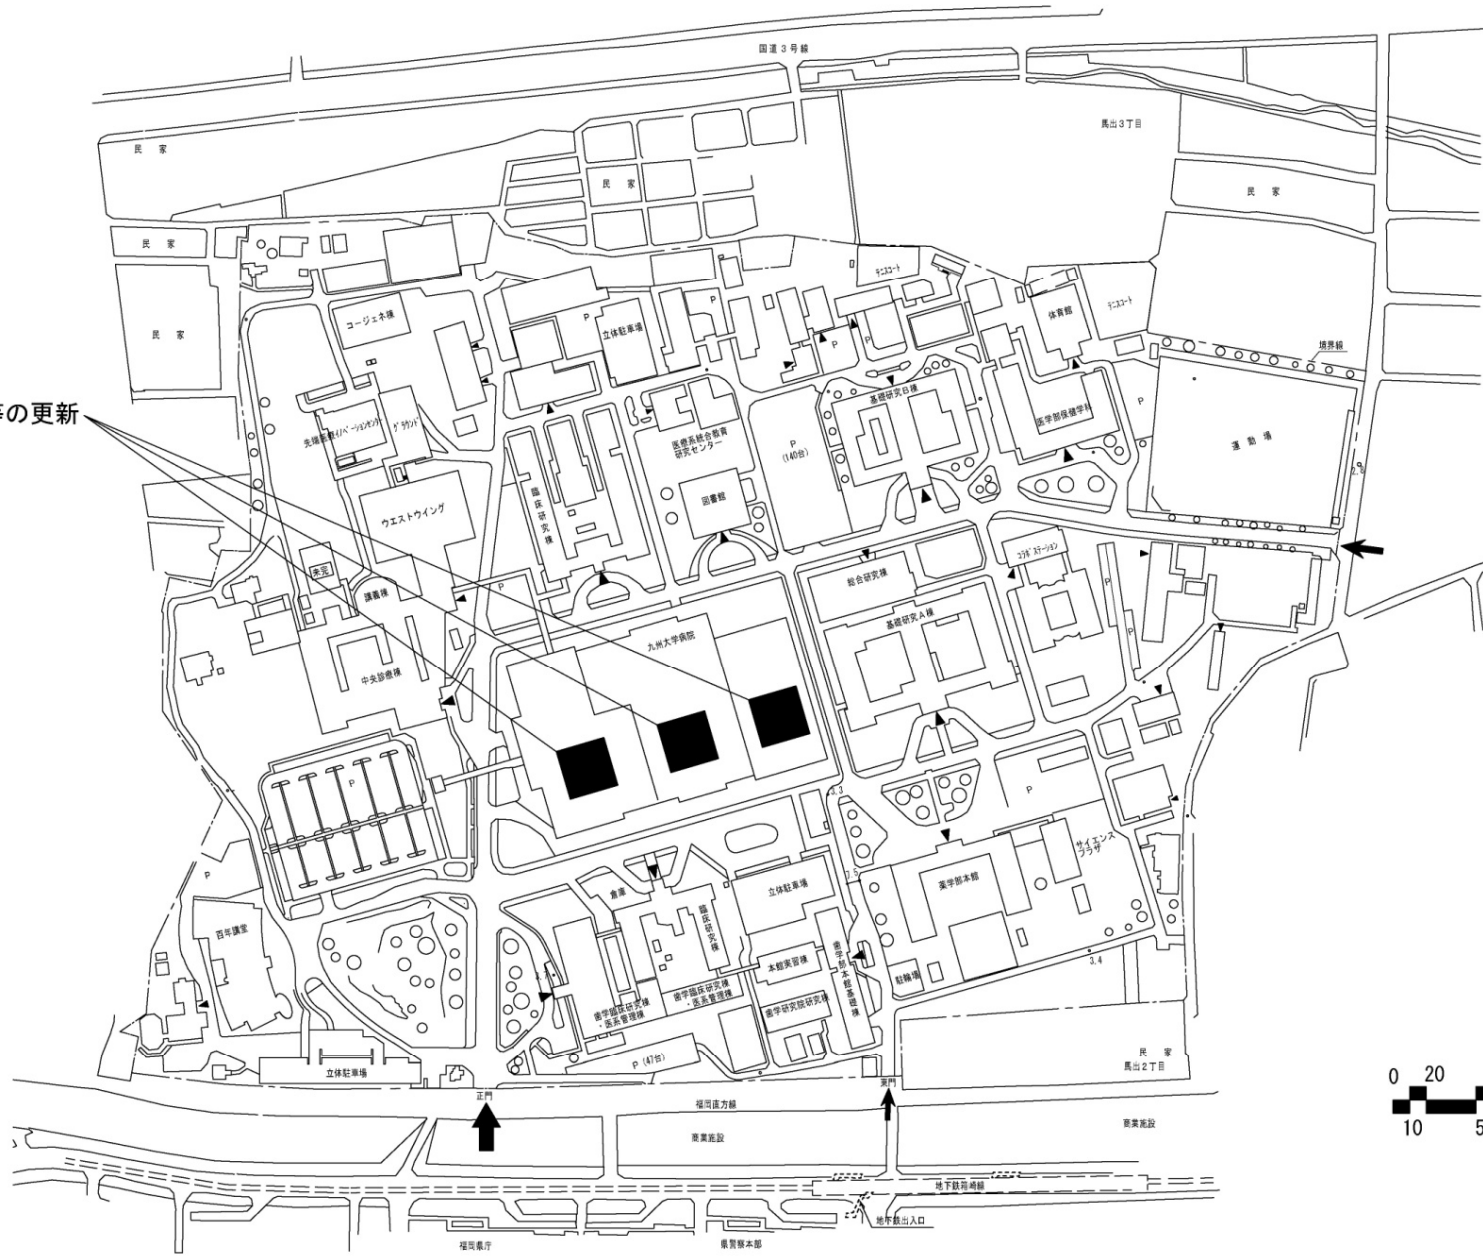 国道3号線
馬出3丁目
民　家
民　家
民　家
民　家
民　家
テニスコート
テニスコート
コージェネ棟
P
立体駐車場
P
体育館
P
P
境界線
の更新
先端医療イノベーションセンター
グラウンド
医療系統合教育
研究センター
P
(140台)
基礎研究B棟
医学部保健学科
P
運動場
臨床研究棟
図書館
ウエストウイング
講義棟
P
総合研究棟
コラボステーション
P
基礎研究A棟
P
九州大学病院
中央診療棟
P
3.3
P
サイエンス
プラザ
7.5
薬学部本館
P
倉庫
立体駐車場
臨床研究棟
百年講堂
本館実習棟
歯学部本館基礎棟
駐輪場
3.4
歯学臨床研究棟
・医系管理棟
歯学臨床研究棟
・医系管理棟
歯学研究院研究棟
P (47台)
立体駐車場
民　家
馬出2丁目
正門
東門
福岡直方線
商業施設
商業施設
0 20
10 5
地下鉄箱崎線
地下鉄出入口
福岡県庁
県警察本部